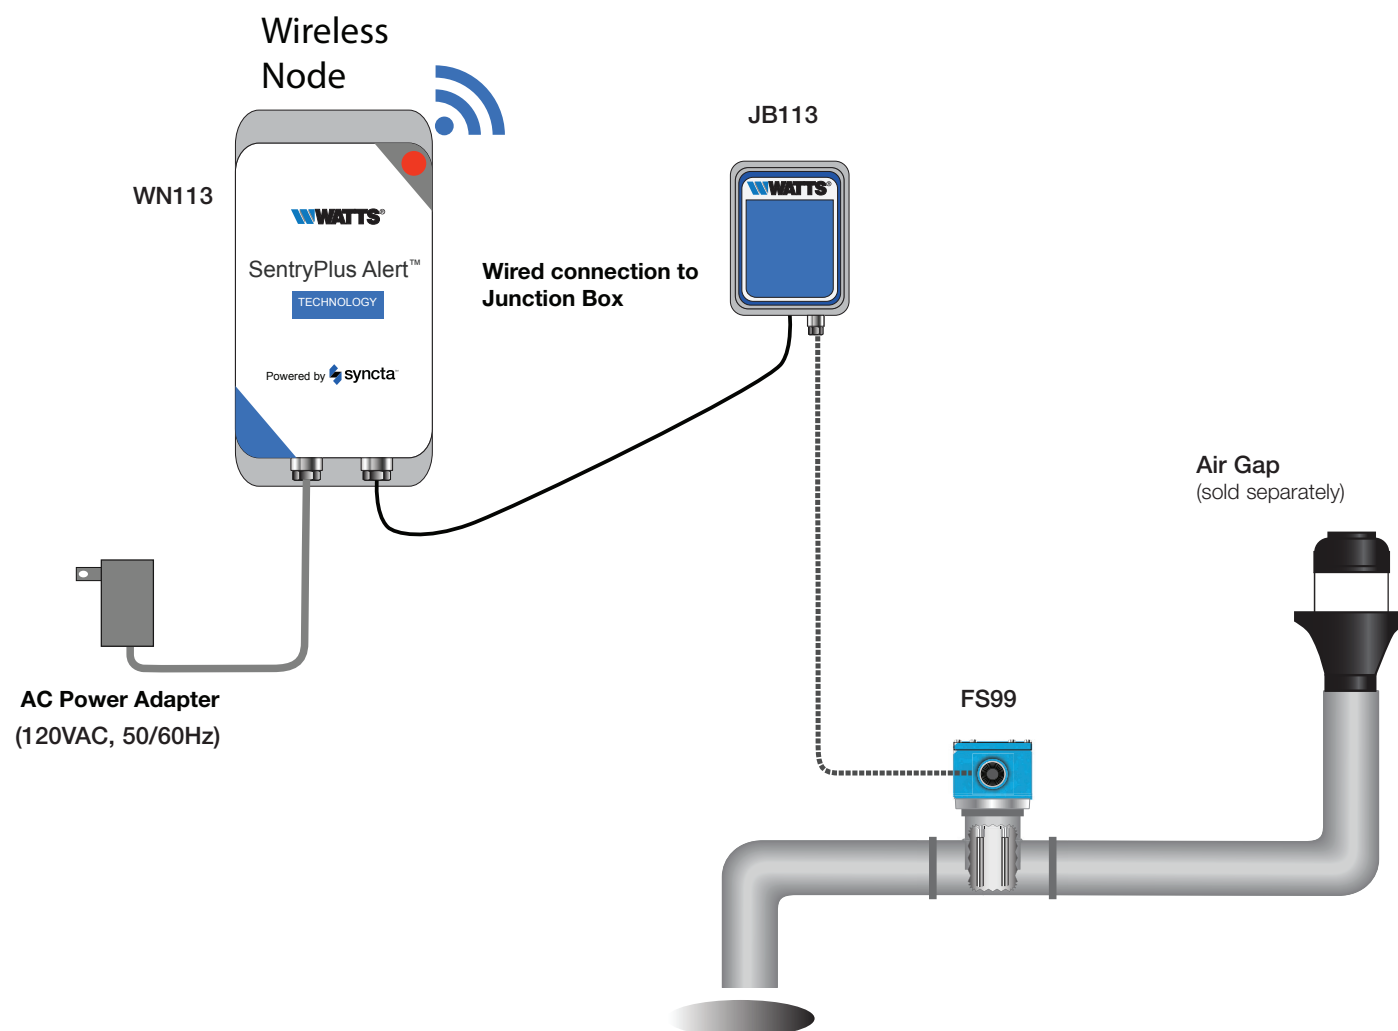 Wireless
Node
JB113
WN113
WATTS®
SentryPlus Alert™
TECHNOLOGY
Powered by syncta™
WATTS®
Wired connection to
Junction Box
Air Gap
(sold separately)
AC Power Adapter
(120VAC, 50/60Hz)
FS99